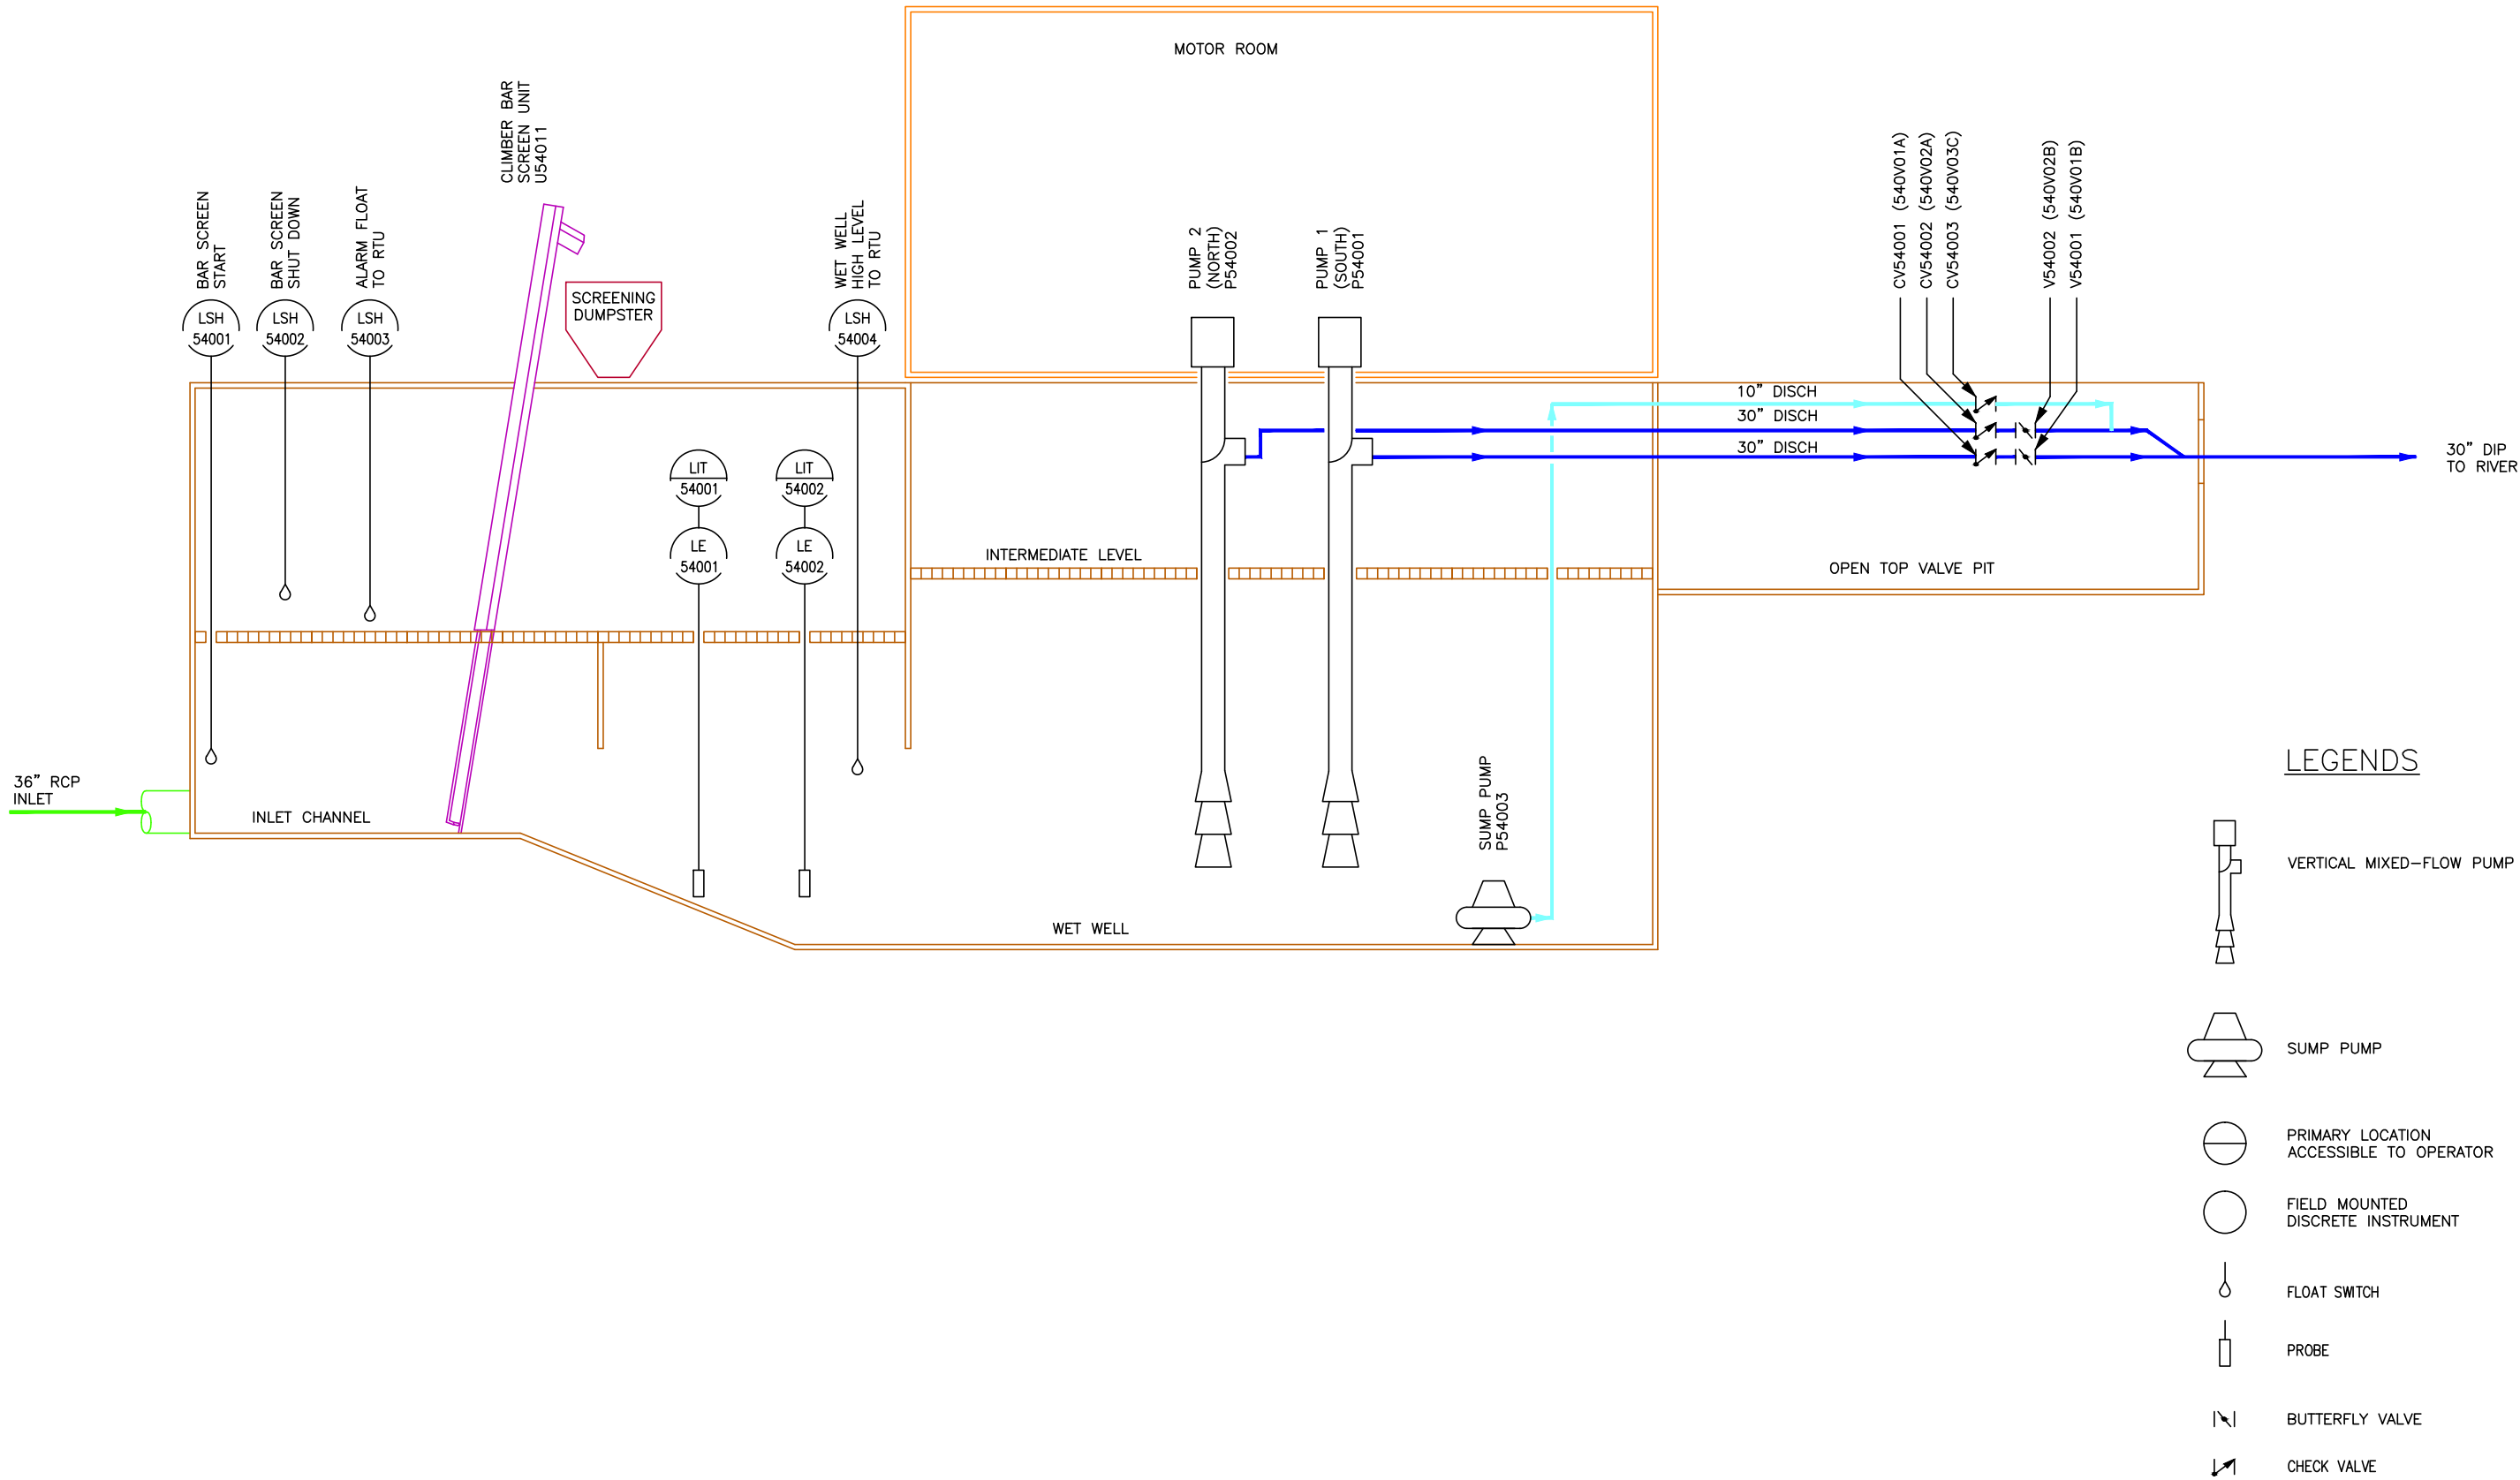 MOTOR ROOM
CLIMBER BAR
SCREEN UNIT
U54011
BAR SCREEN
START
BAR SCREEN
SHUT DOWN
ALARM FLOAT
TO RTU
WET WELL
HIGH LEVEL
TO RTU
PUMP 2
(NORTH)
P54002
PUMP 1
(SOUTH)
P54001
CV54001 (540V01A)
CV54002 (540V02A)
CV54003 (540V03C)
V54002 (540V02B)
V54001 (540V01B)
LSH
54001
LSH
54002
LSH
54003
SCREENING
DUMPSTER
LSH
54004
10” DISCH
30” DISCH
30” DISCH
30” DIP
TO RIVER
LIT
54001
LIT
54002
LE
54001
LE
54002
INTERMEDIATE LEVEL
OPEN TOP VALVE PIT
36” RCP
INLET
INLET CHANNEL
SUMP PUMP
P54003
WET WELL
LEGENDS
VERTICAL MIXED–FLOW PUMP
SUMP PUMP
PRIMARY LOCATION
ACCESSIBLE TO OPERATOR
FIELD MOUNTED
DISCRETE INSTRUMENT
FLOAT SWITCH
PROBE
BUTTERFLY VALVE
CHECK VALVE